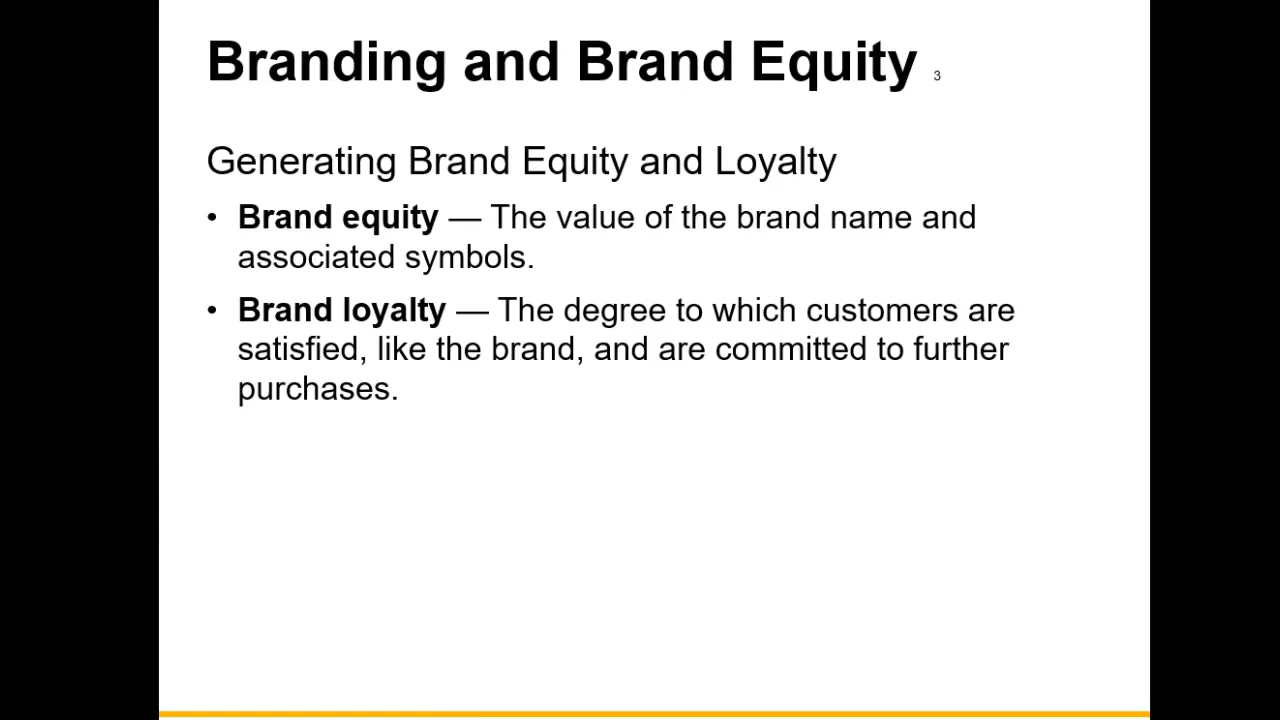 Branding and Brand Equity 3
Generating Brand Equity and Loyalty
• Brand equity — The value of the brand name and
associated symbols.
• Brand loyalty — The degree to which customers are
satisfied, like the brand, and are committed to further
purchases.